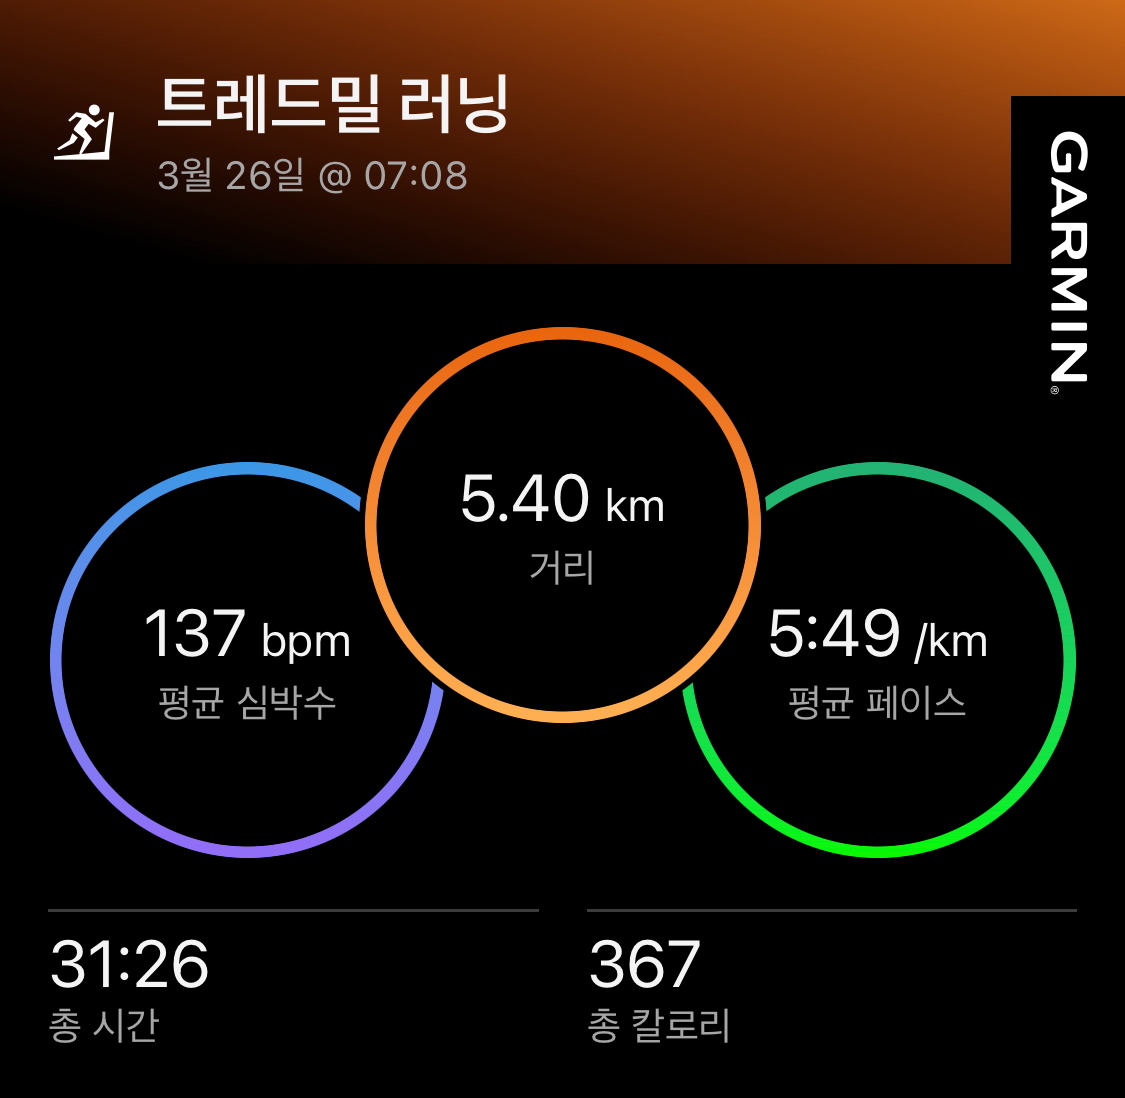 트레드밀 러닝
3월 26일 @ 07:08
GARMIN®
5.40 km
거리
137 bpm
평균 심박수
5:49 /km
평균 페이스
31:26
총 시간
367
총 칼로리